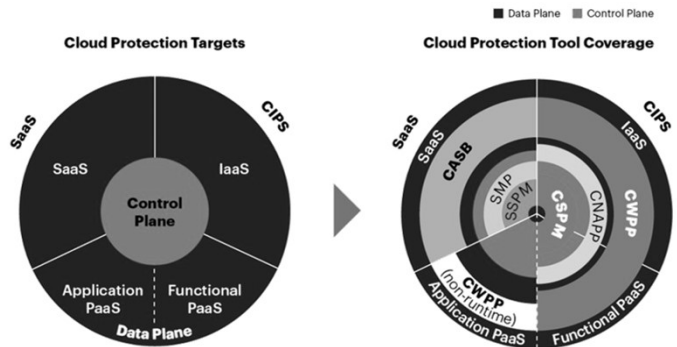 Data Plane
Control Plane
Cloud Protection Targets
Cloud Protection Tool Coverage
SaaS
CIPS
SaaS
IaaS
Control
Plane
Application
PaaS
Functional
PaaS
Data Plane
SaaS
CIPS
SaaS
IaaS
CASB
SMP
SSPM
CSPM
CNAPP
CWPP
CWPP
(non-runtime)
Application PaaS
Functional PaaS